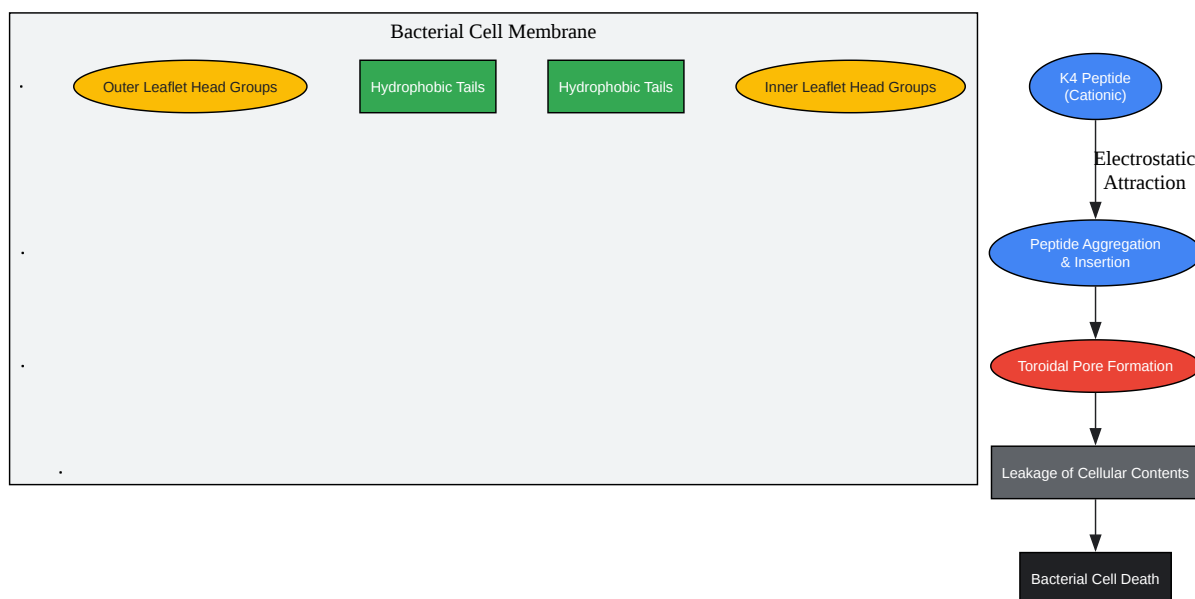 Bacterial Cell Membrane
Outer Leaflet Head Groups
Hydrophobic Tails
Hydrophobic Tails
Inner Leaflet Head Groups
K4 Peptide
(Cationic)
Electrostatic
Attraction
Peptide Aggregation
& Insertion
Toroidal Pore Formation
Leakage of Cellular Contents
Bacterial Cell Death